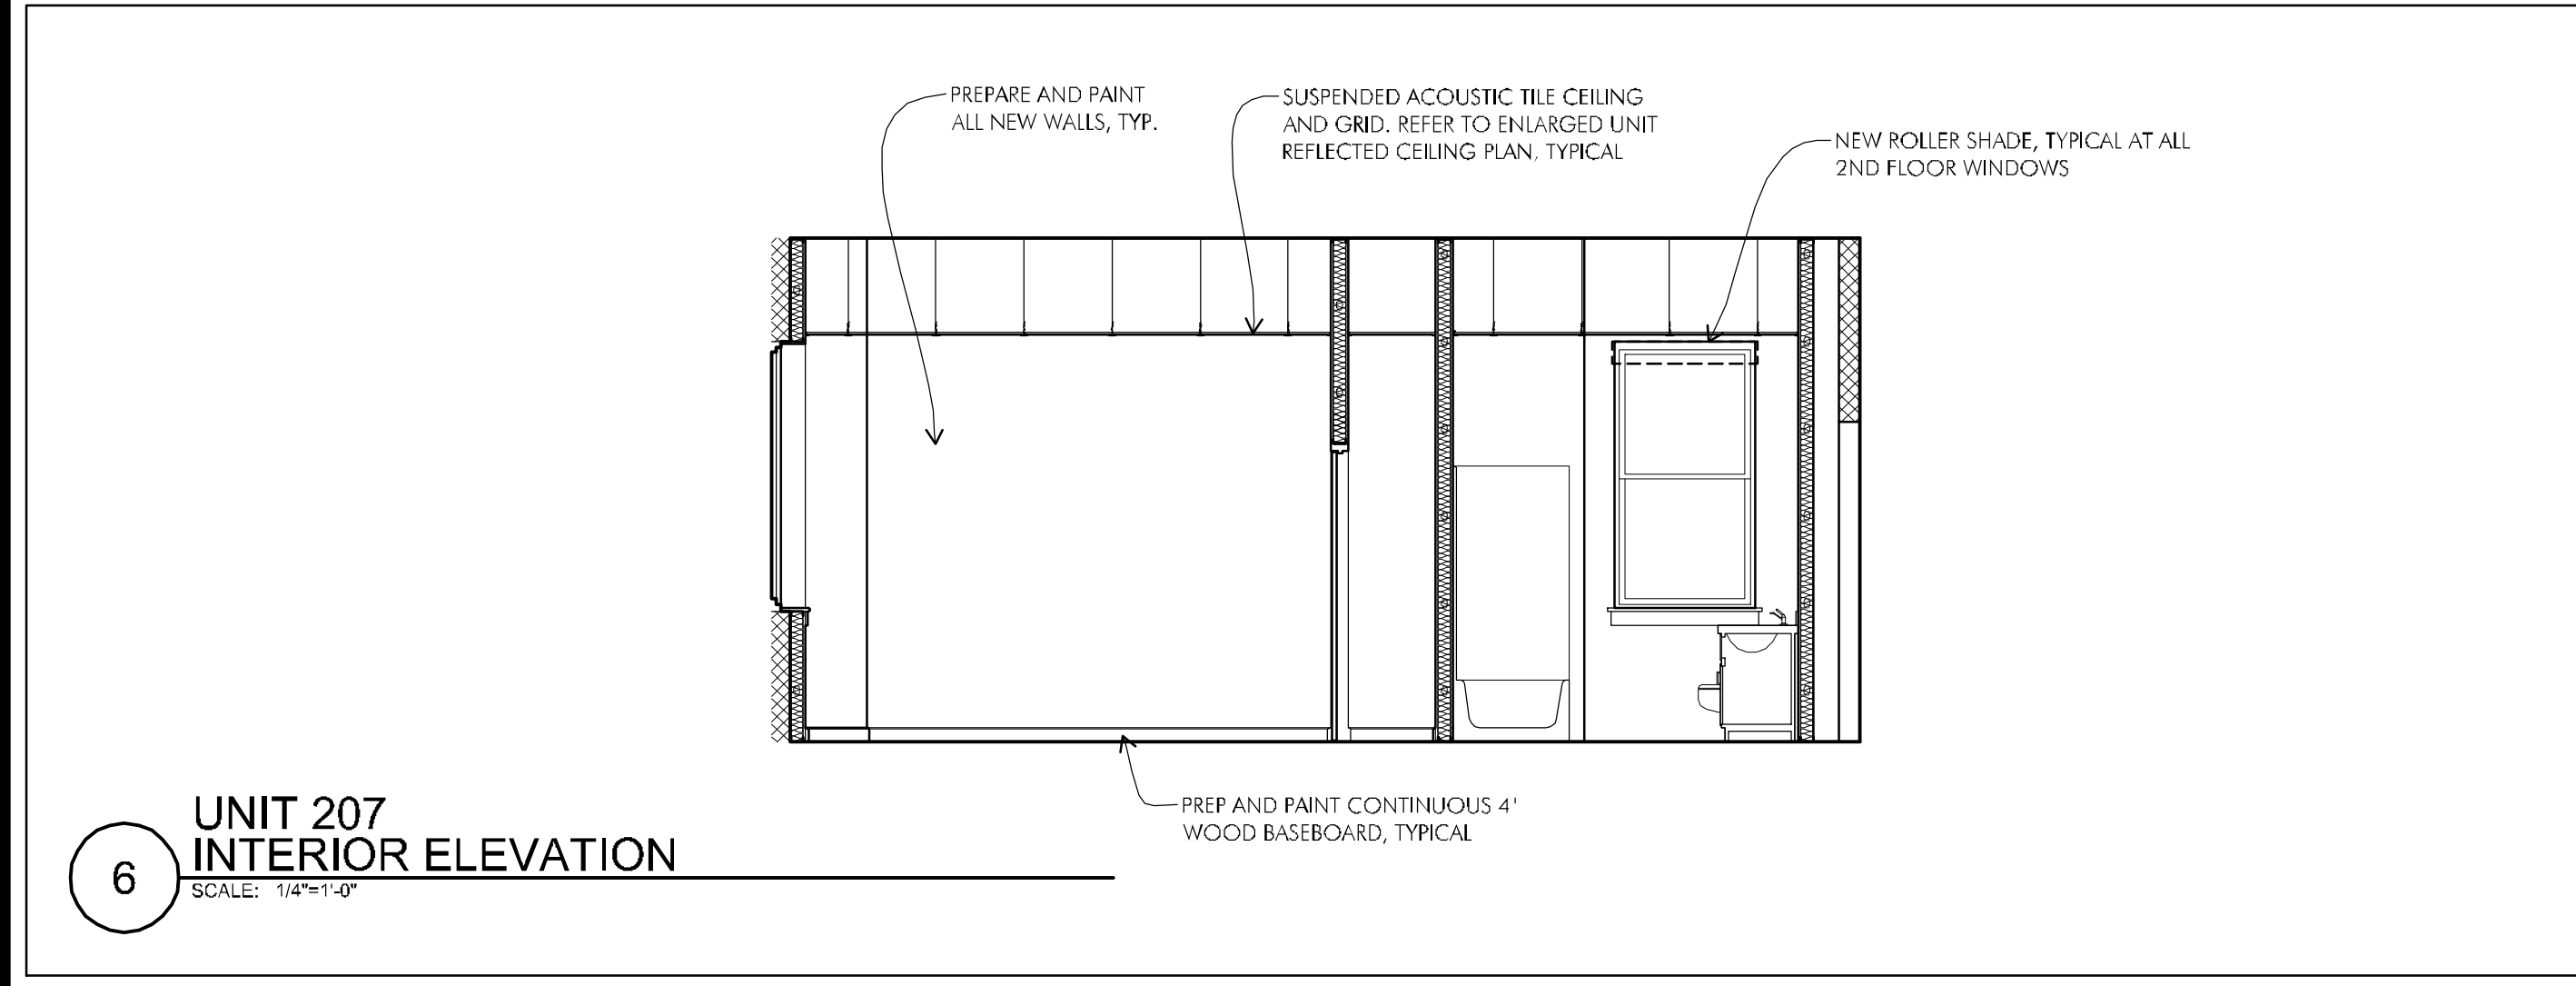 PREPARE AND PAINT
ALL NEW WALLS, TYP.
SUSPENDED ACOUSTIC TILE CEILING
AND GRID. REFER TO ENLARGED UNIT
REFLECTED CEILING PLAN, TYPICAL
NEW ROLLER SHADE, TYPICAL AT ALL
2ND FLOOR WINDOWS
PREP AND PAINT CONTINUOUS 4'
WOOD BASEBOARD, TYPICAL
6
UNIT 207
INTERIOR ELEVATION
SCALE: 1/4"=1'-0"